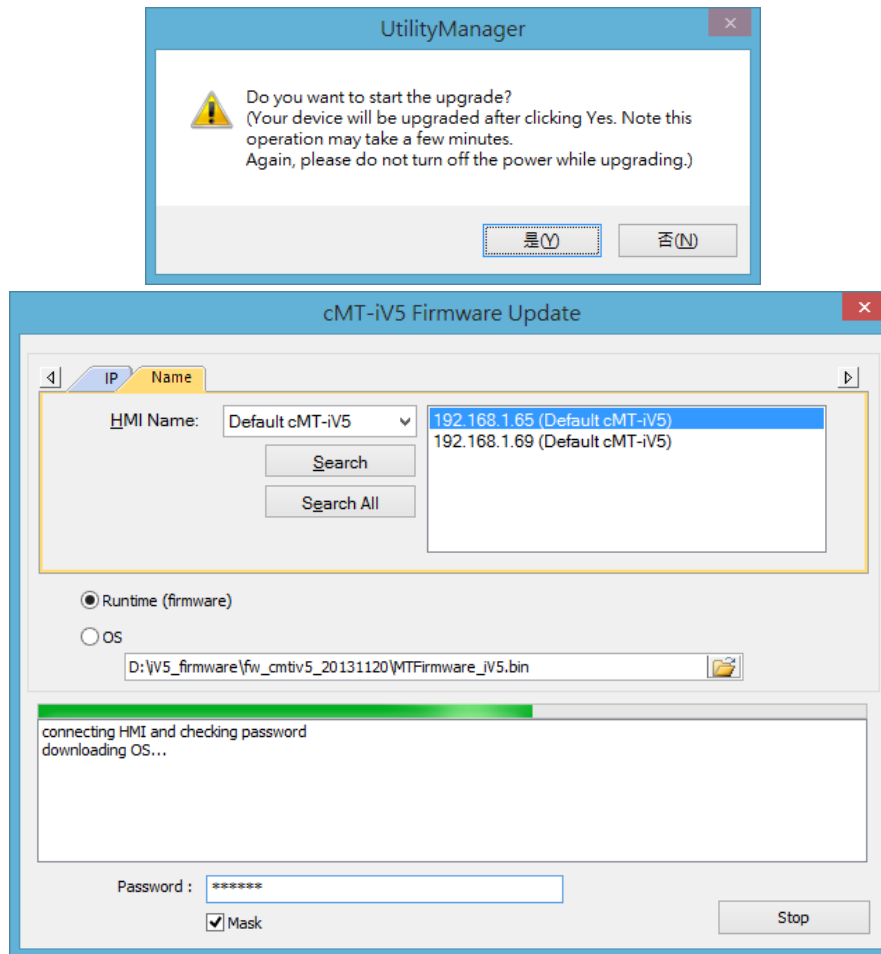 UtilityManager
Do you want to start the upgrade?
(Your device will be upgraded after clicking Yes. Note this
operation may take a few minutes.
Again, please do not turn off the power while upgrading.)
是(Y) 否(N)
cMT-iV5 Firmware Update
IP Name
HMI Name: Default cMT-iV5
192.168.1.65 (Default cMT-iV5)
192.168.1.69 (Default cMT-iV5)
Search
Search All
Runtime (firmware)
OS
D:\iV5_firmware\fw_cmtiv5_20131120\MTFirmware_iV5.bin
connecting HMI and checking password
downloading OS...
Password : ******
Mask
Stop